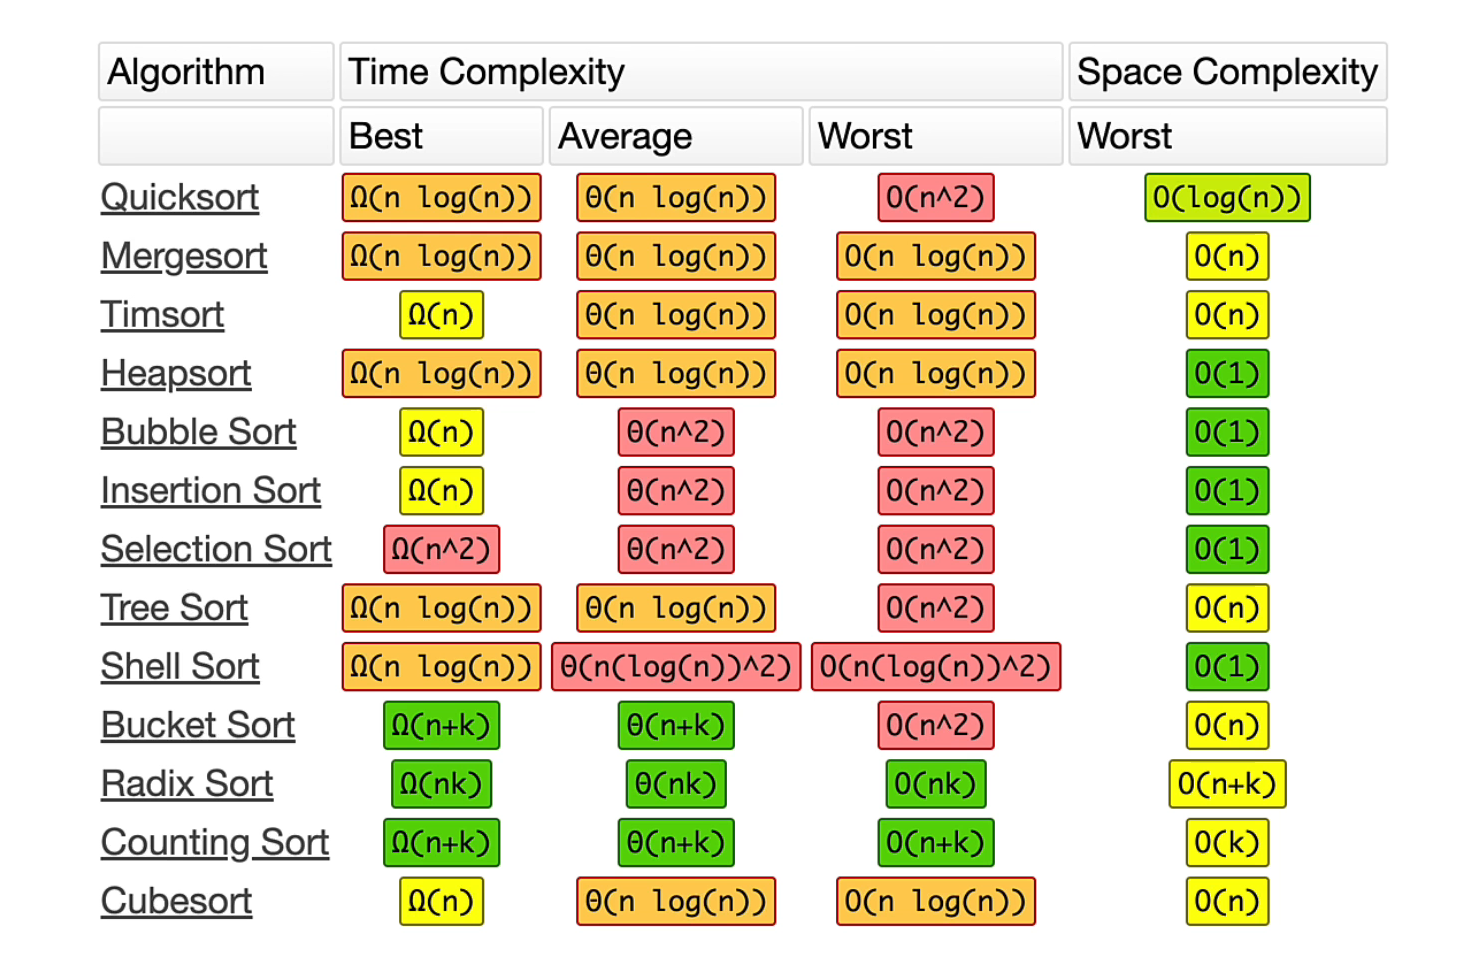 Algorithm Time Complexity Space Complexity
Best Average Worst Worst
Quicksort Ω(n log(n)) Θ(n log(n)) O(n^2) O(log(n))
Mergesort Ω(n log(n)) Θ(n log(n)) O(n log(n)) O(n)
Timsort Ω(n) Θ(n log(n)) O(n log(n)) O(n)
Heapsort Ω(n log(n)) Θ(n log(n)) O(n log(n)) O(1)
Bubble Sort Ω(n) Θ(n^2) O(n^2) O(1)
Insertion Sort Ω(n) Θ(n^2) O(n^2) O(1)
Selection Sort Ω(n^2) Θ(n^2) O(n^2) O(1)
Tree Sort Ω(n log(n)) Θ(n log(n)) O(n^2) O(n)
Shell Sort Ω(n log(n)) Θ(n(log(n))^2) O(n(log(n))^2) O(1)
Bucket Sort Ω(n+k) Θ(n+k) O(n^2) O(n)
Radix Sort Ω(nk) Θ(nk) O(nk) O(n+k)
Counting Sort Ω(n+k) Θ(n+k) O(n+k) O(k)
Cubesort Ω(n) Θ(n log(n)) O(n log(n)) O(n)